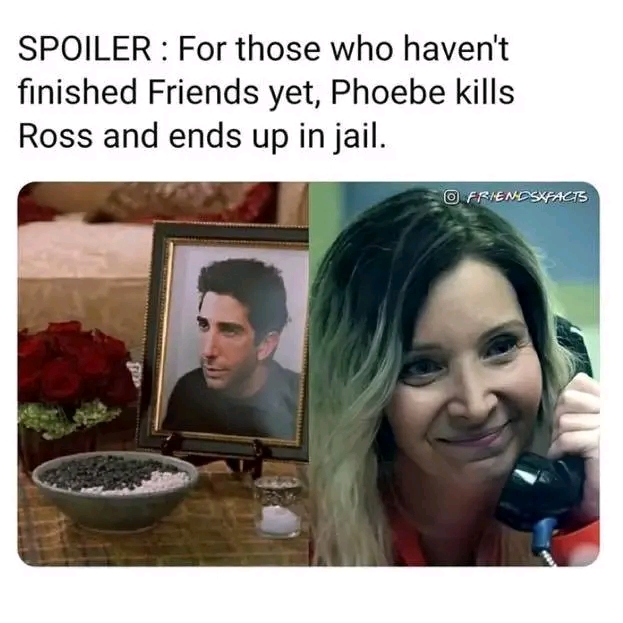 SPOILER : For those who haven't
finished Friends yet, Phoebe kills
Ross and ends up in jail.
FRIENDSXFACTS